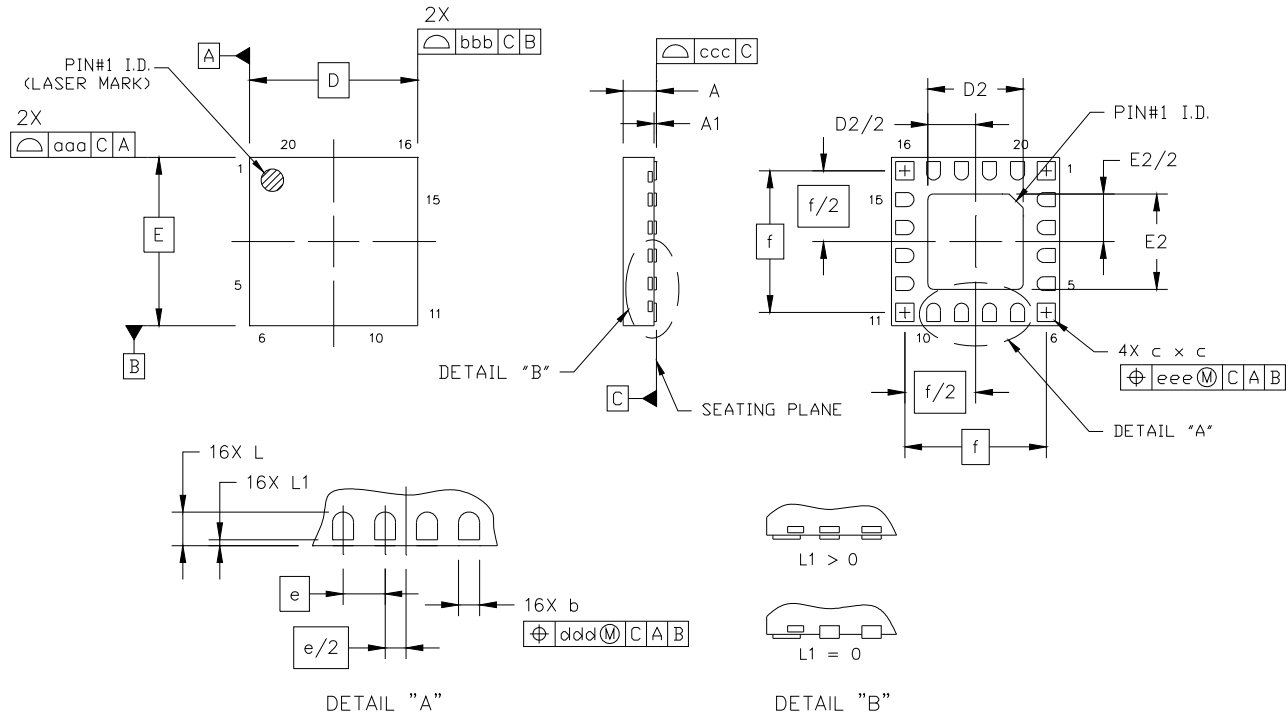 2X
⌓ bbb C B
A
D
PIN#1 I.D.
(LASER MARK)
2X
⌓ aaa C A
20
16
1
15
E
5
11
6
10
B
⌓ ccc C
A
A1
DETAIL "B"
C
SEATING PLANE
D2
D2/2
PIN#1 I.D.
16
20
1
E2/2
15
f/2
f
E2
5
11
10
6
4X c x c
⌖ eee Ⓜ C A B
f/2
f
DETAIL "A"
16X L
16X L1
e
e/2
16X b
⌖ ddd Ⓜ C A B
DETAIL "A"
L1 > 0
L1 = 0
DETAIL "B"